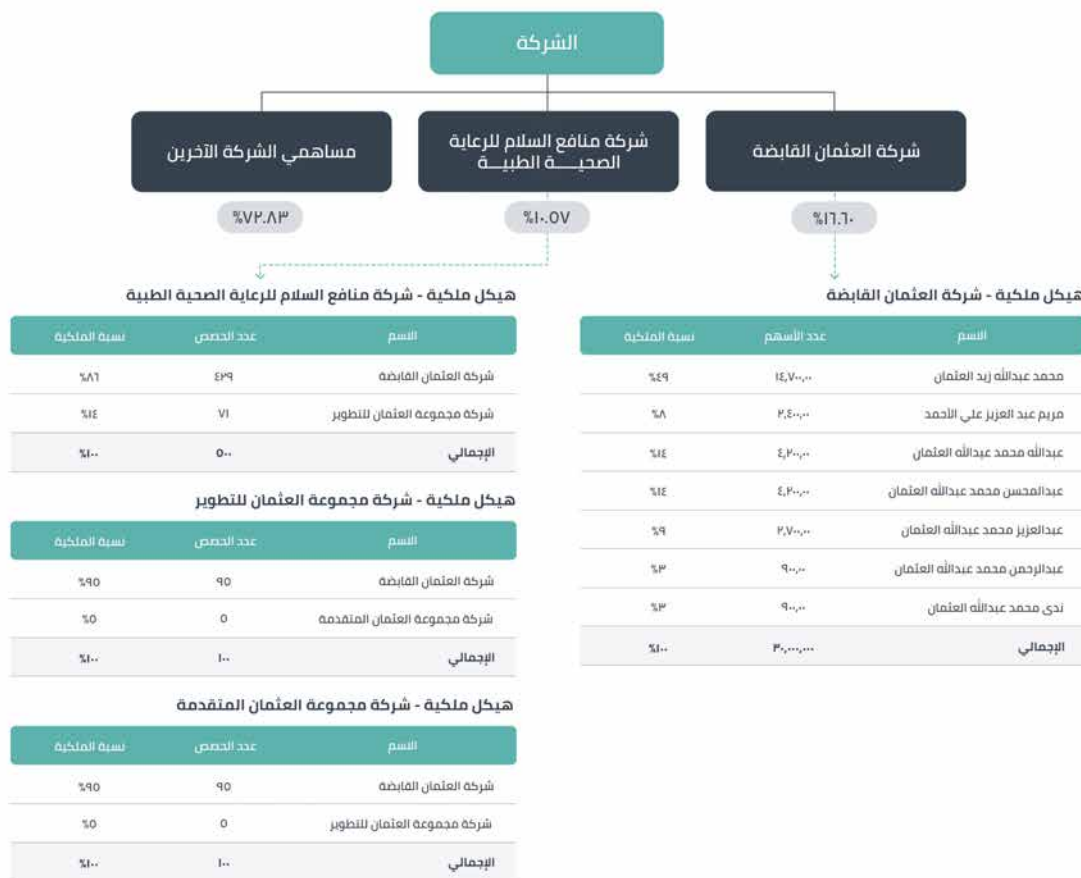 الشركة
شركة العثمان القابضة
شركة منافع السلام للرعاية
الصحيـــــة الطبيـــة
مساهمي الشركة الآخرين
%١٦.٦٠
%١٠.٥٧
%٧٢.٨٣
هيكل ملكية - شركة العثمان القابضة
الاسم عدد الأسهم نسبة الملكية
محمد عبدالله زيد العثمان ١٤,٧٠٠,٠٠ %٤٩
مريم عبد العزيز علي الأحمد ٢,٤٠٠,٠٠ %٨
عبدالله محمد عبدالله العثمان ٤,٢٠٠,٠٠ %١٤
عبدالمحسن محمد عبدالله العثمان ٤,٢٠٠,٠٠ %١٤
عبدالعزيز محمد عبدالله العثمان ٢,٧٠٠,٠٠ %٩
عبدالرحمن محمد عبدالله العثمان ٩٠٠,٠٠ %٣
ندى محمد عبدالله العثمان ٩٠٠,٠٠ %٣
الإجمالي ٣٠,٠٠٠,٠٠٠ %١٠٠
هيكل ملكية - شركة منافع السلام للرعاية الصحية الطبية
الاسم عدد الحصص نسبة الملكية
شركة العثمان القابضة ٤٢٩ %٨٦
شركة مجموعة العثمان للتطوير ٧١ %١٤
الإجمالي ٥٠٠ %١٠٠
هيكل ملكية - شركة مجموعة العثمان للتطوير
الاسم عدد الحصص نسبة الملكية
شركة العثمان القابضة ٩٥ %٩٥
شركة مجموعة العثمان المتقدمة ٥ %٥
الإجمالي ١٠٠ %١٠٠
هيكل ملكية - شركة مجموعة العثمان المتقدمة
الاسم عدد الحصص نسبة الملكية
شركة العثمان القابضة ٩٥ %٩٥
شركة مجموعة العثمان للتطوير ٥ %٥
الإجمالي ١٠٠ %١٠٠